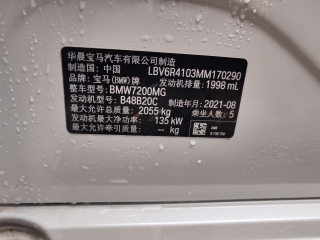 华晨宝马汽车有限公司制造
制造国：中国 LBV6R4103MM170290
品牌：宝马(BMW)牌 发动机排量：1998 mL
整车型号：BMW7200MG
发动机型号：B48B20C 制造年月：2021-08
最大允许总质量：2055 kg 乘坐人数：5
发动机最大净功率：135 kW
最大允许牵引质量：-- kg